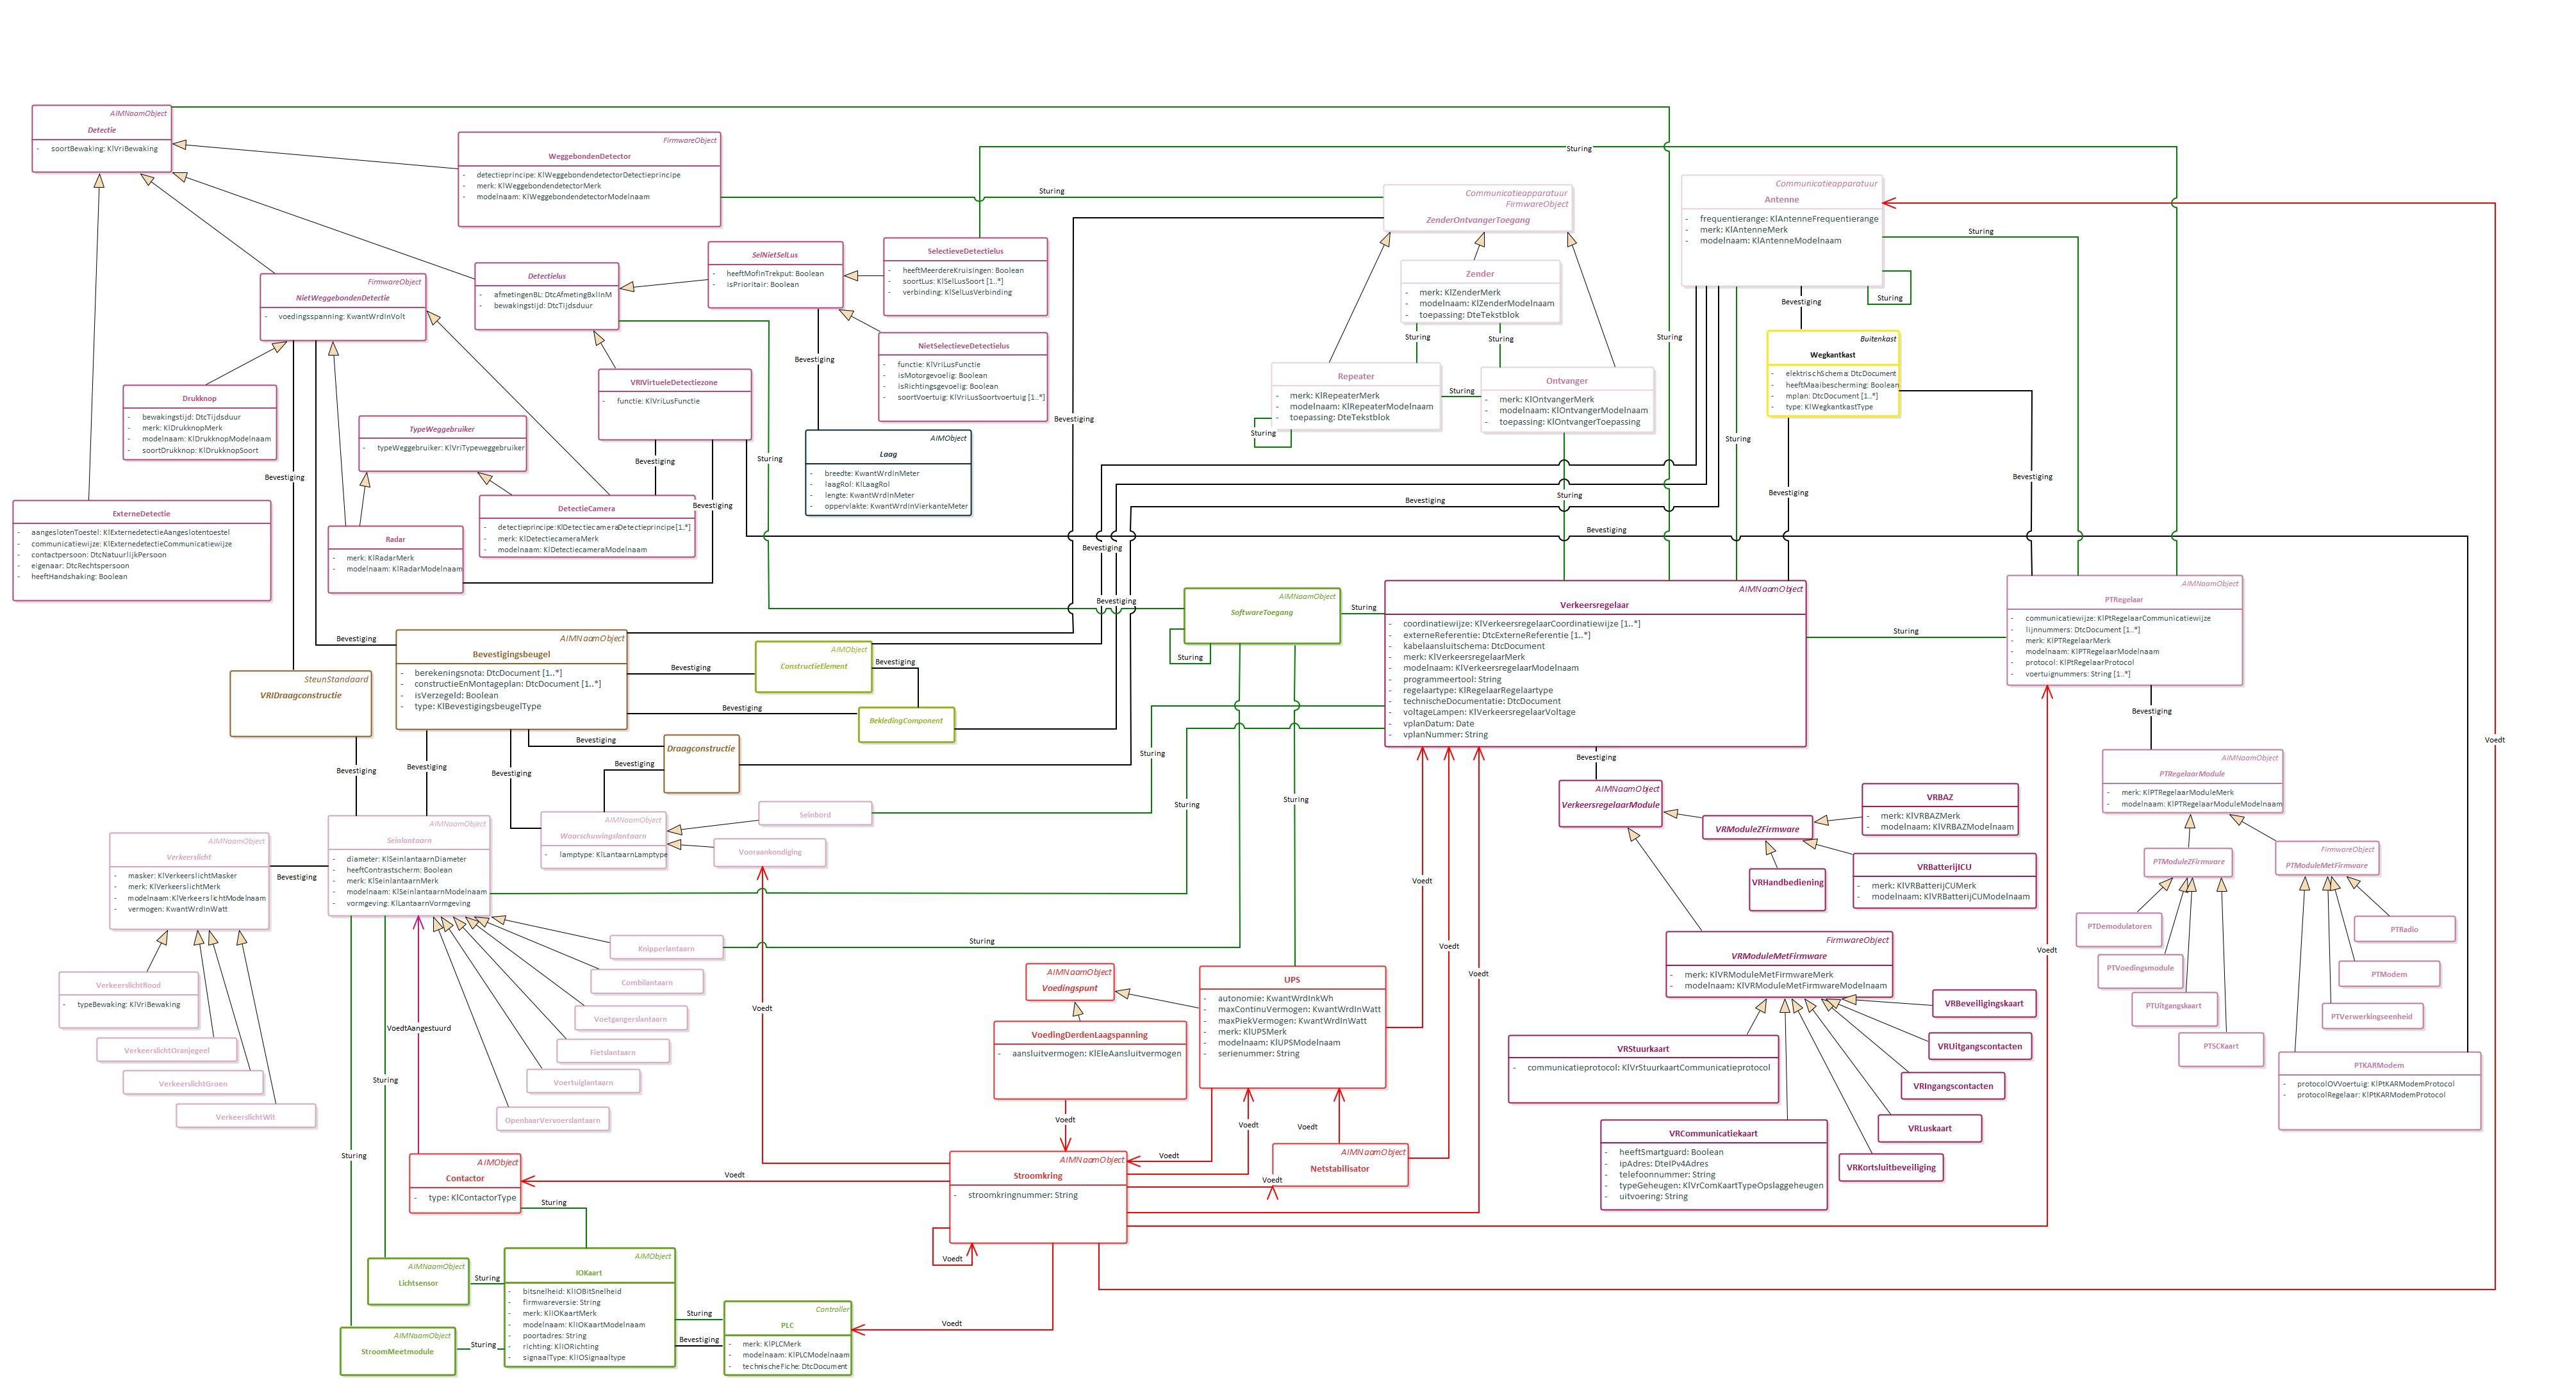 AIMNaamObject
Detectie
- soortBewaking: KlVriBewaking
FirmwareObject
WeggebondenDetector
- detectieprincipe: KlWeggebondendetectorDetectieprincipe
- merk: KlWeggebondendetectorMerk
- modelnaam: KlWeggebondendetectorModelnaam
Sturing
Sturing
Communicatieapparatuur
FirmwareObject
ZenderOntvangerToegang
Communicatieapparatuur
Antenne
- frequentierange: KlAntenneFrequentierange
- merk: KlAntenneMerk
- modelnaam: KlAntenneModelnaam
Sturing
Sturing
Bevestiging
FirmwareObject
NietWeggebondenDetectie
- voedingsspanning: KwantWrdInVolt
Detectielus
- afmetingenBL: DtcAfmetingBxlInM
- bewakingstijd: DtcTijdsduur
SelNietSelLus
- heeftMofInTrekput: Boolean
- isPrioritair: Boolean
SelectieveDetectielus
- heeftMeerdereKruisingen: Boolean
- soortLus: KlSelLusSoort [1..*]
- verbinding: KlSelLusVerbinding
Zender
- merk: KlZenderMerk
- modelnaam: KlZenderModelnaam
- toepassing: DteTekstblok
Sturing
Sturing
Sturing
Buitenkast
Wegkantkast
- elektrischSchema: DtcDocument
- heeftMaaibescherming: Boolean
- mplan: DtcDocument [1..*]
- type: KlWegkantkastType
NietSelectieveDetectielus
- functie: KlVriLusFunctie
- isMotorgevoelig: Boolean
- isRichtingsgevoelig: Boolean
- soortVoertuig: KlVriLusSoortvoertuig [1..*]
Bevestiging
Repeater
- merk: KlRepeaterMerk
- modelnaam: KlRepeaterModelnaam
- toepassing: DteTekstblok
Sturing
Sturing
Ontvanger
- merk: KlOntvangerMerk
- modelnaam: KlOntvangerModelnaam
- toepassing: KlOntvangerToepassing
Drukknop
- bewakingstijd: DtcTijdsduur
- merk: KlDrukknopMerk
- modelnaam: KlDrukknopModelnaam
- soortDrukknop: KlDrukknopSoort
VRIVirtueleDetectiezone
- functie: KlVriLusFunctie
TypeWeggebruiker
- typeWeggebruiker: KlVriTypeweggebruiker
Bevestiging
Sturing
Bevestiging
Sturing
AIMObject
Laag
- breedte: KwantWrdInMeter
- laagRol: KlLaagRol
- lengte: KwantWrdInMeter
- oppervlakte: KwantWrdInVierkanteMeter
Bevestiging
Bevestiging
Bevestiging
Sturing
Bevestiging
Bevestiging
ExterneDetectie
- aangeslotenToestel: KlExternedetectieAangeslotentoestel
- communicatiewijze: KlExternedetectieCommunicatiewijze
- contactpersoon: DtcNatuurlijkPersoon
- eigenaar: DtcRechtspersoon
- heeftHandshaking: Boolean
DetectieCamera
- detectieprincipe:KlDetectiecameraDetectieprincipe[1..*]
- merk: KlDetectiecameraMerk
- modelnaam: KlDetectiecameraModelnaam
Radar
- merk: KlRadarMerk
- modelnaam: KlRadarModelnaam
Bevestiging
Bevestiging
Bevestiging
AIMNaamObject
SoftwareToegang
Sturing
Sturing
AIMNaamObject
Verkeersregelaar
- coordinatiewijze: KlVerkeersregelaarCoordinatiewijze [1..*]
- externeReferentie: DtcExterneReferentie [1..*]
- kabelaansluitschema: DtcDocument
- merk: KlVerkeersregelaarMerk
- modelnaam: KlVerkeersregelaarModelnaam
- programmeertool: String
- regelaartype: KlRegelaarRegelaartype
- technischeDocumentatie: DtcDocument
- voltageLampen: KlVerkeersregelaarVoltage
- vplanDatum: Date
- vplanNummer: String
Sturing
AIMNaamObject
PTRegelaar
- communicatiewijze: KlPtRegelaarCommunicatiewijze
- lijnnummers: DtcDocument [1..*]
- merk: KlPTRegelaarMerk
- modelnaam: KlPTRegelaarModelnaam
- protocol: KlPtRegelaarProtocol
- voertuignummers: String [1..*]
Bevestiging
AIMNaamObject
Bevestigingsbeugel
- berekeningsnota: DtcDocument [1..*]
- constructieEnMontageplan: DtcDocument [1..*]
- isVerzegeld: Boolean
- type: KlBevestigingsbeugelType
SteunStandaard
VRIDraagconstructie
Bevestiging
AIMObject
ConstructieElement
Bevestiging
Bevestiging
BekledingComponent
Bevestiging
Draagconstructie
Bevestiging
Bevestiging
Bevestiging
Bevestiging
Sturing
Sturing
Sturing
Bevestiging
Bevestiging
Voedt
AIMNaamObject
VerkeersregelaarModule
VRModuleZFirmware
VRBAZ
- merk: KlVRBAZMerk
- modelnaam: KlVRBAZModelnaam
VRBatterijICU
- merk: KlVRBatterijCUMerk
- modelnaam: KlVRBatterijCUModelnaam
VRHandbediening
AIMNaamObject
PTRegelaarModule
- merk: KlPTRegelaarModuleMerk
- modelnaam: KlPTRegelaarModuleModelnaam
PTModuleZFirmware
FirmwareObject
PTModuleMetFirmware
AIMNaamObject
Verkeerslicht
- masker: KlVerkeerslichtMasker
- merk: KlVerkeerslichtMerk
- modelnaam:KlVerkeerslichtModelnaam
- vermogen: KwantWrdInWatt
Bevestiging
AIMNaamObject
Seinlantaarn
- diameter: KlSeinlantaarnDiameter
- heeftContrastscherm: Boolean
- merk: KlSeinlantaarnMerk
- modelnaam: KlSeinlantaarnModelnaam
- vormgeving: KlLantaarnVormgeving
AIMNaamObject
Waarschuwingslantaarn
- lamptype: KlLantaarnLamptype
Seinbord
Vooraankondiging
Voedt
Voedt
Voedt
Voedt
PTDemodulatoren
PTVoedingsmodule
PTUitgangskaart
PTSCKaart
PTRadio
PTModem
PTVerwerkingseenheid
PTKARModem
- protocolOVVoertuig: KlPtKARModemProtocol
- protocolRegelaar: KlPtKARModemProtocol
FirmwareObject
VRModuleMetFirmware
- merk: KlVRModuleMetFirmwareMerk
- modelnaam: KlVRModuleMetFirmwareModelnaam
VRBeveiligingskaart
VRUitgangscontacten
VRIngangscontacten
VRLuskaart
VRKortsluitbeveiliging
VRStuurkaart
- communicatieprotocol: KlVrStuurkaartCommunicatieprotocol
VRCommunicatiekaart
- heeftSmartguard: Boolean
- ipAdres: DteIPv4Adres
- telefoonnummer: String
- typeGeheugen: KlVrComKaartTypeOpslaggeheugen
- uitvoering: String
Knipperlantaarn
Sturing
Combilantaarn
Voetgangerslantaarn
Fietslantaarn
Voertuiglantaarn
OpenbaarVervoerslantaarn
VerkeerslichtRood
- typeBewaking: KlVriBewaking
VerkeerslichtOranjegeel
VerkeerslichtGroen
VerkeerslichtWit
VoedtAangestuurd
Sturing
Sturing
Voedt
AIMNaamObject
Voedingspunt
VoedingDerdenLaagspanning
- aansluitvermogen: KlEleAansluitvermogen
UPS
- autonomie: KwantWrdInkWh
- maxContinuVermogen: KwantWrdInWatt
- maxPiekVermogen: KwantWrdInWatt
- merk: KlUPSMerk
- modelnaam: KlUPSModelnaam
- serienummer: String
Voedt
Voedt
Voedt
Voedt
AIMNaamObject
Netstabilisator
Voedt
AIMNaamObject
Stroomkring
- stroomkringnummer: String
Voedt
Voedt
AIMObject
Contactor
- type: KlContactorType
Sturing
AIMNaamObject
Lichtsensor
Sturing
AIMObject
IOKaart
- bitsnelheid: KlIOBitSnelheid
- firmwareversie: String
- merk: KlIOKaartMerk
- modelnaam: KlIOKaartModelnaam
- poortadres: String
- richting: KlIORichting
- signaalType: KlIOSignaaltype
AIMNaamObject
StroomMeetmodule
Sturing
Sturing
Bevestiging
Controller
PLC
- merk: KlPLCMerk
- modelnaam: KlPLCModelnaam
- technischeFiche: DtcDocument
Voedt